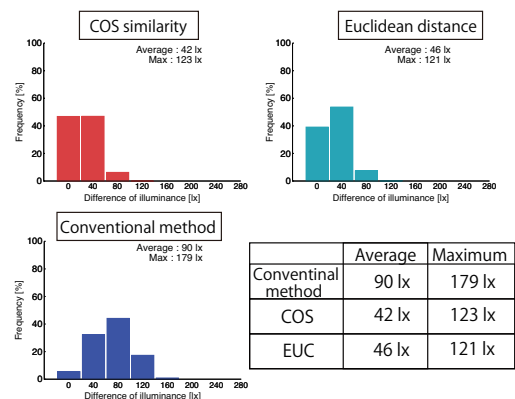 COS similarity
Average : 42 lx
Max : 123 lx
Frequency [%]
100
80
60
40
20
0
0 40 80 120 160 200 240 280
Difference of illuminance [lx]
Euclidean distance
Average : 46 lx
Max : 121 lx
Frequency [%]
100
80
60
40
20
0
0 40 80 120 160 200 240 280
Difference of illuminance [lx]
Conventional method
Average : 90 lx
Max : 179 lx
Frequency [%]
100
80
60
40
20
0
0 40 80 120 160 200 240 280
Difference of illuminance [lx]
Average Maximum
Conventinal
method 90 lx 179 lx
COS 42 lx 123 lx
EUC 46 lx 121 lx